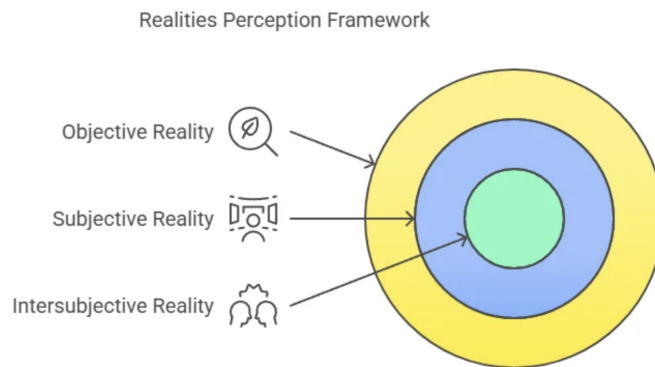 Realities Perception Framework
Objective Reality
Subjective Reality
Intersubjective Reality